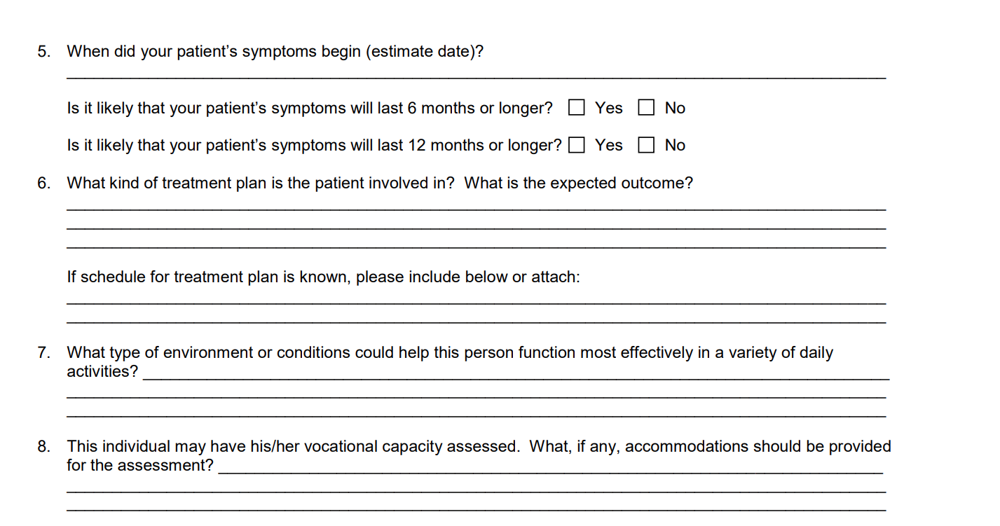 5. When did your patient’s symptoms begin (estimate date)?
Is it likely that your patient’s symptoms will last 6 months or longer? ☐ Yes ☐ No
Is it likely that your patient’s symptoms will last 12 months or longer? ☐ Yes ☐ No
6. What kind of treatment plan is the patient involved in?  What is the expected outcome?
If schedule for treatment plan is known, please include below or attach:
7. What type of environment or conditions could help this person function most effectively in a variety of daily
activities?
8. This individual may have his/her vocational capacity assessed.  What, if any, accommodations should be provided
for the assessment?